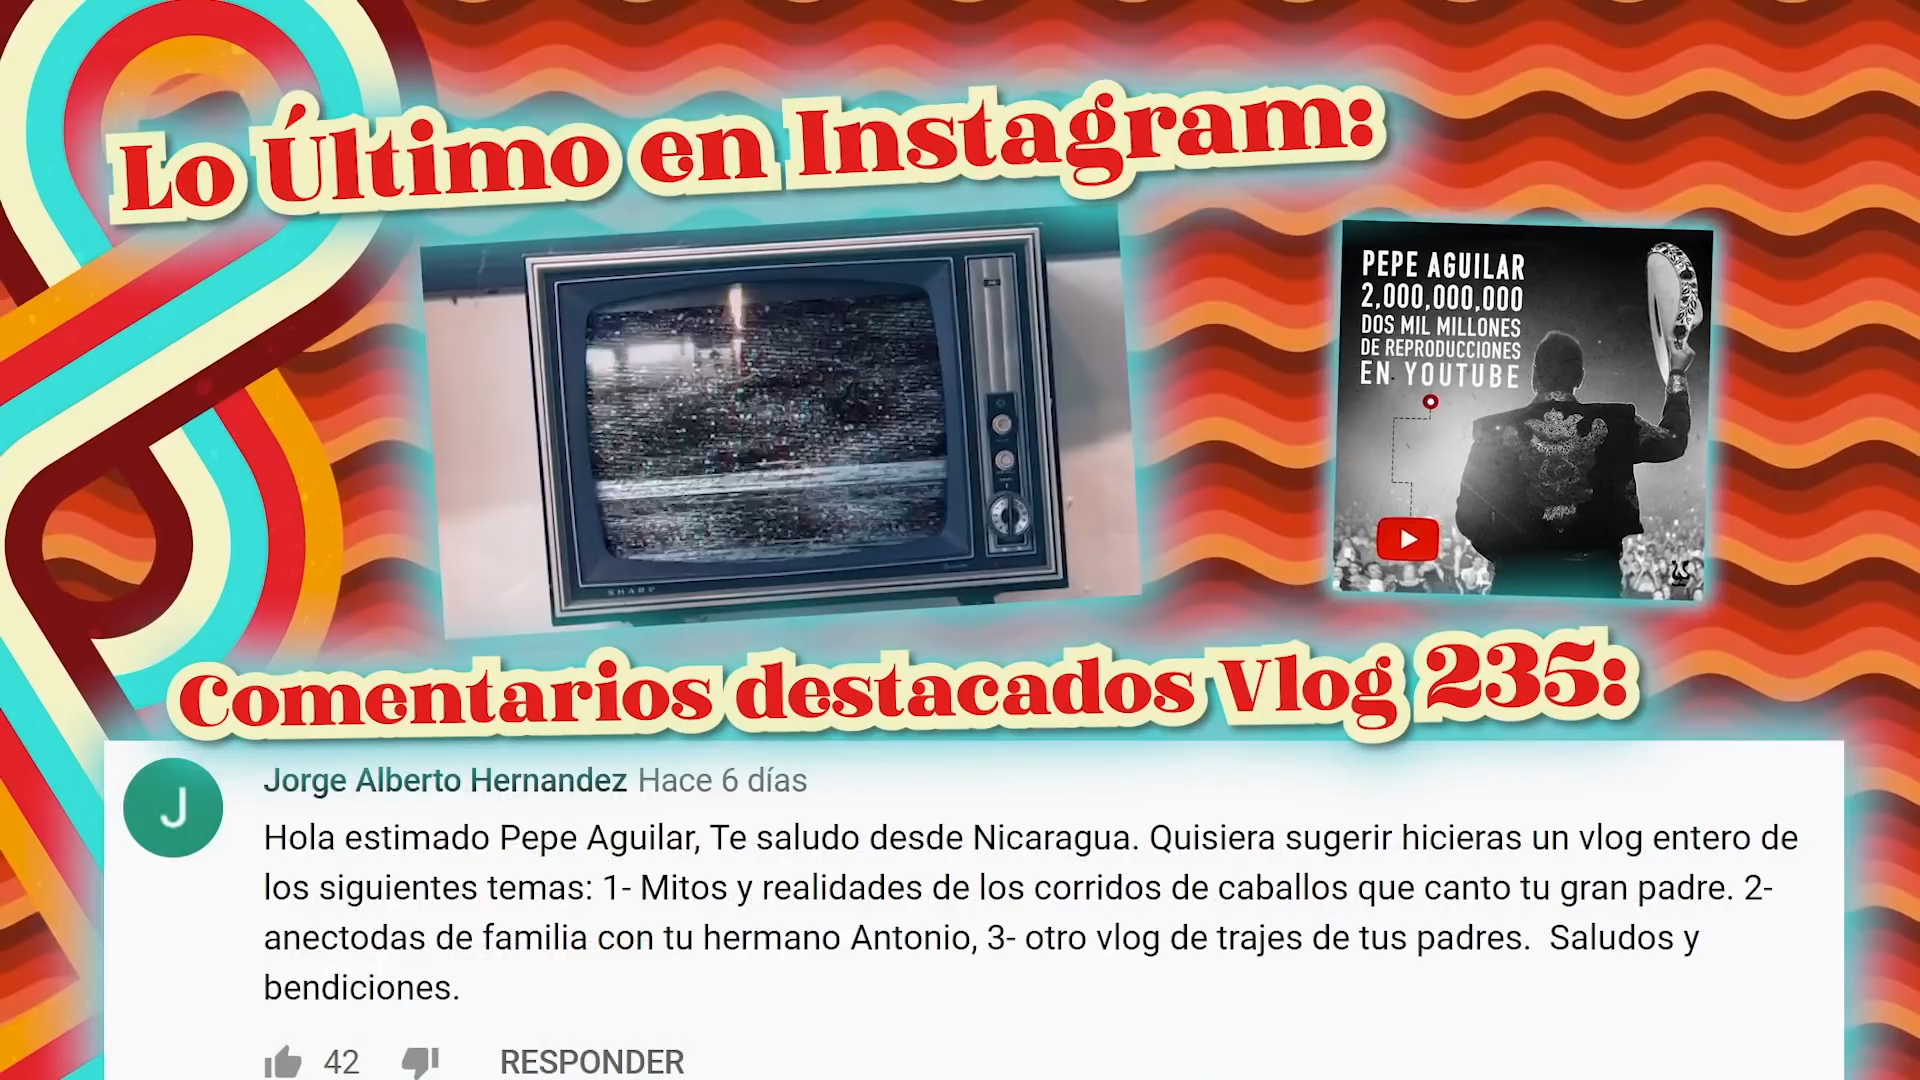 Lo Último en Instagram:
SHARP
PEPE AGUILAR
2,000,000,000
DOS MIL MILLONES
DE REPRODUCCIONES
EN YOUTUBE
Comentarios destacados Vlog 235:
J
Jorge Alberto Hernandez Hace 6 días
Hola estimado Pepe Aguilar, Te saludo desde Nicaragua. Quisiera sugerir hicieras un vlog entero de
los siguientes temas: 1- Mitos y realidades de los corridos de caballos que canto tu gran padre. 2-
anectodas de familia con tu hermano Antonio, 3- otro vlog de trajes de tus padres. Saludos y
bendiciones.
42 RESPONDER